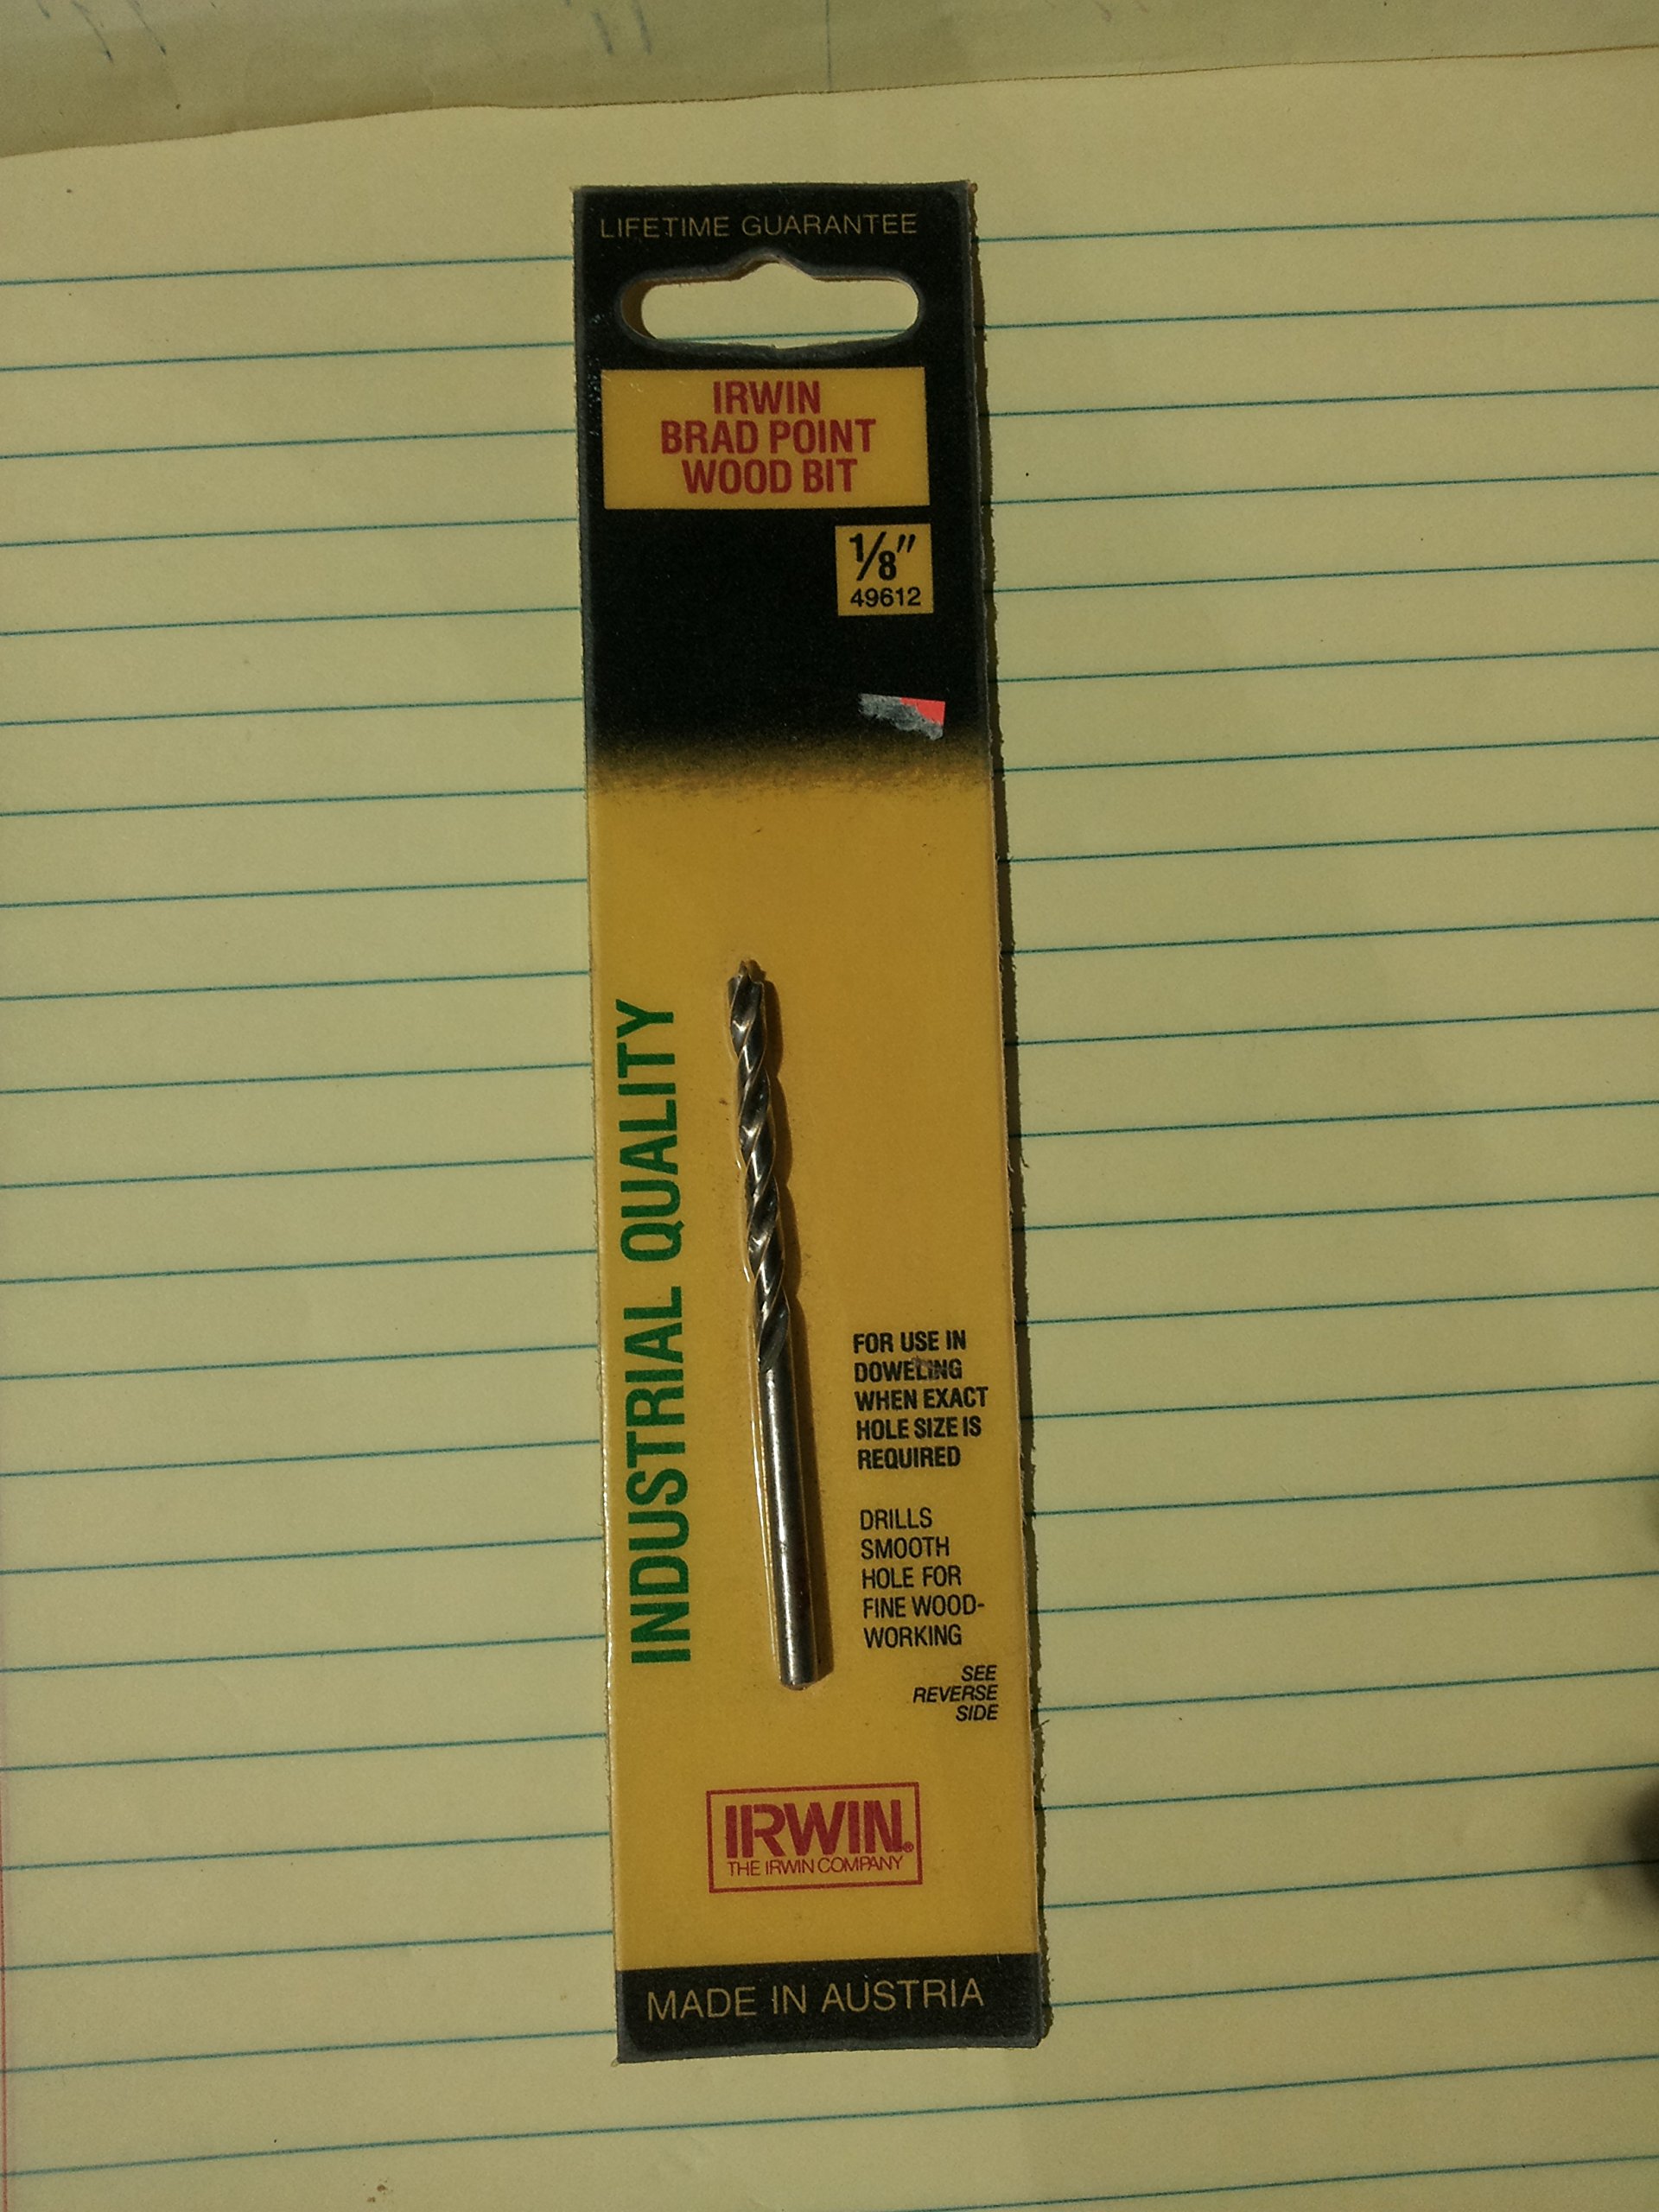 LIFETIME GUARANTEE
IRWIN
BRAD POINT
WOOD BIT
1/8"
49612
INDUSTRIAL QUALITY
FOR USE IN
DOWELING
WHEN EXACT
HOLE SIZE IS
REQUIRED
DRILLS
SMOOTH
HOLE FOR
FINE WOOD-
WORKING
SEE
REVERSE
SIDE
IRWIN®
THE IRWIN COMPANY
MADE IN AUSTRIA